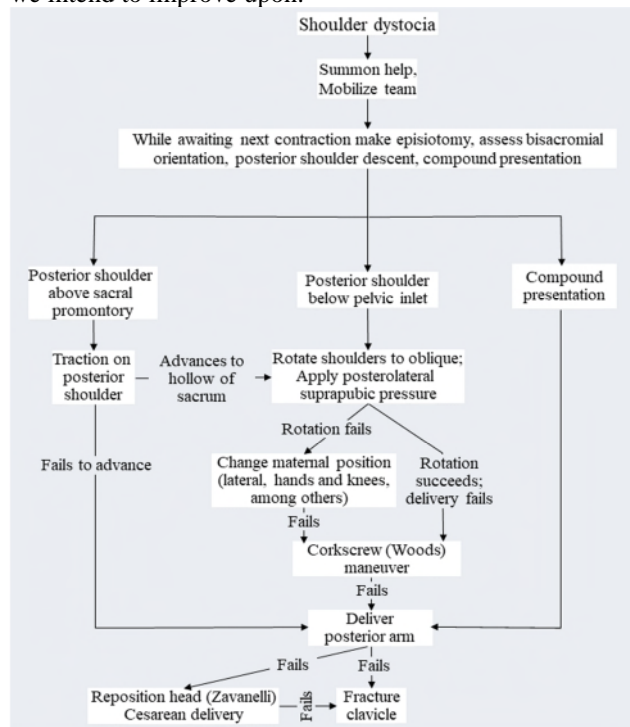 we intend to improve upon.
Shoulder dystocia
Summon help,
Mobilize team
While awaiting next contraction make episiotomy, assess bisacromial
orientation, posterior shoulder descent, compound presentation
Posterior shoulder
above sacral
promontory
Posterior shoulder
below pelvic inlet
Compound
presentation
Traction on
posterior
shoulder
Advances to
hollow of
sacrum
Rotate shoulders to oblique;
Apply posterolateral
suprapubic pressure
Rotation fails
Fails to advance
Change maternal position
(lateral, hands and knees,
among others)
Rotation
succeeds;
delivery fails
Fails
Corkscrew (Woods)
maneuver
Fails
Deliver
posterior arm
Fails
Fails
Reposition head (Zavanelli)
Cesarean delivery
Fails
Fracture
clavicle